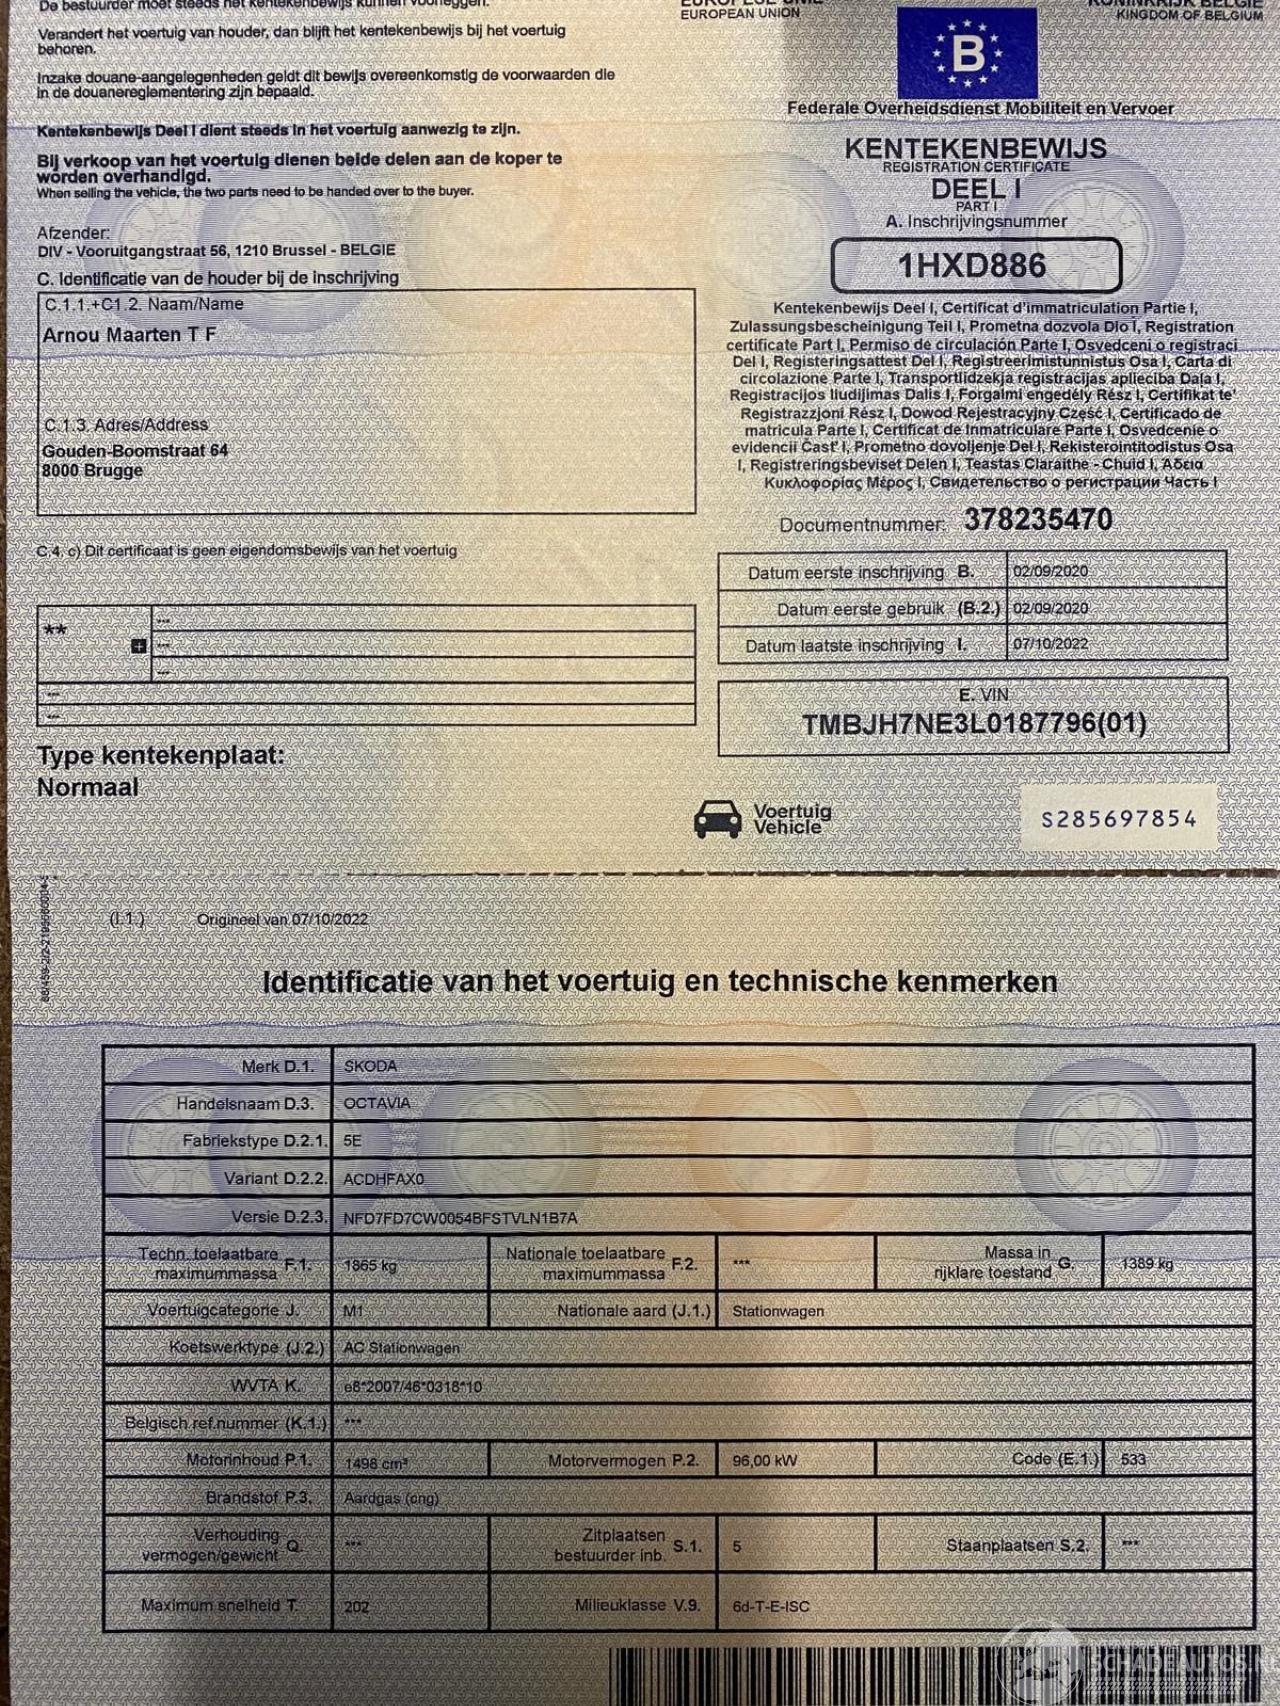 De bestuurder moet steeds het kentekenbewijs kunnen voorleggen.
Verandert het voertuig van houder, dan blijft het kentekenbewijs bij het voertuig
behoren.
Inzake douane-aangelegenheden geldt dit bewijs overeenkomstig de voorwaarden die
in de douanereglementering zijn bepaald.
Kentekenbewijs Deel I dient steeds in het voertuig aanwezig te zijn.
Bij verkoop van het voertuig dienen beide delen aan de koper te
worden overhandigd.
When selling the vehicle, the two parts need to be handed over to the buyer.
Afzender:
DIV - Vooruitgangstraat 56, 1210 Brussel - BELGIE
C. Identificatie van de houder bij de inschrijving
C.1.1.+C1.2. Naam/Name
Arnou Maarten T F
C.1.3. Adres/Address
Gouden-Boomstraat 64
8000 Brugge
C.4. c) Dit certificaat is geen eigendomsbewijs van het voertuig
**
---
+ ---
---
---
---
Type kentekenplaat:
Normaal
EUROPESE UNIE
EUROPEAN UNION
KONINKRIJK BELGIE
KINGDOM OF BELGIUM
B
Federale Overheidsdienst Mobiliteit en Vervoer
KENTEKENBEWIJS
REGISTRATION CERTIFICATE
DEEL I
PART I
A. Inschrijvingsnummer
1HXD886
Kentekenbewijs Deel I, Certificat d'immatriculation Partie I,
Zulassungsbescheinigung Teil I, Prometna dozvola Dio I, Registration
certificate Part I, Permiso de circulación Parte I, Osvedceni o registraci
Del I, Registeringsattest Del I, Registreerimistunnistus Osa I, Carta di
circolazione Parte I, Transportlidzekja registracijas aplieciba Daļa I,
Registracijos liudijimas Dalis I, Forgalmi engedély Rész I, Certifikat te'
Registrazzjoni Rész I, Dowod Rejestracyjny Część I, Certificado de
matricula Parte I, Certificat de Inmatriculare Parte I, Osvedcenie o
evidencii Časť I, Prometno dovoljenje Del I, Rekisterointitodistus Osa
I, Registreringsbeviset Delen I, Teastas Claraithe - Chuid I, Αδεια
Κυκλοφορίας Μέρος I, Свидетельство о регистрации Часть I
Documentnummer: 378235470
Datum eerste inschrijving B. 02/09/2020
Datum eerste gebruik (B.2.) 02/09/2020
Datum laatste inschrijving I. 07/10/2022
E. VIN
TMBJH7NE3L0187796(01)
Voertuig
Vehicle
S285697854
(I.1.) Origineel van 07/10/2022
Identificatie van het voertuig en technische kenmerken
Merk D.1. SKODA
Handelsnaam D.3. OCTAVIA
Fabriekstype D.2.1. 5E
Variant D.2.2. ACDHFAX0
Versie D.2.3. NFD7FD7CW0054BFSTVLN1B7A
Techn. toelaatbare maximummassa F.1. 1865 kg Nationale toelaatbare maximummassa F.2. *** Massa in rijklare toestand G. 1389 kg
Voertuigcategorie J. M1 Nationale aard (J.1.) Stationwagen
Koetswerktype (J.2.) AC Stationwagen
WVTA K. e8*2007/46*0318*10
Belgisch ref.nummer (K.1.) ***
Motorinhoud P.1. 1498 cm³ Motorvermogen P.2. 96,00 kW Code (E.1.) 533
Brandstof P.3. Aardgas (cng)
Verhouding vermogen/gewicht Q. *** Zitplaatsen bestuurder inb. S.1. 5 Staanplaatsen S.2. ***
Maximum snelheid T. 202 Milieuklasse V.9. 6d-T-E-ISC
SCHADEAUTOS.NL